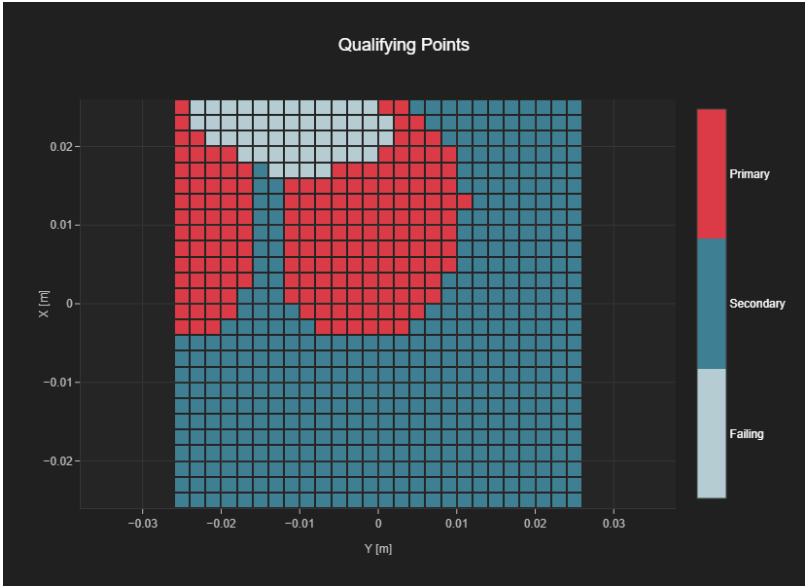 Qualifying Points
0.02
0.01
0
−0.01
−0.02
X [m]
−0.03
−0.02
−0.01
0
0.01
0.02
0.03
Y [m]
Primary
Secondary
Failing